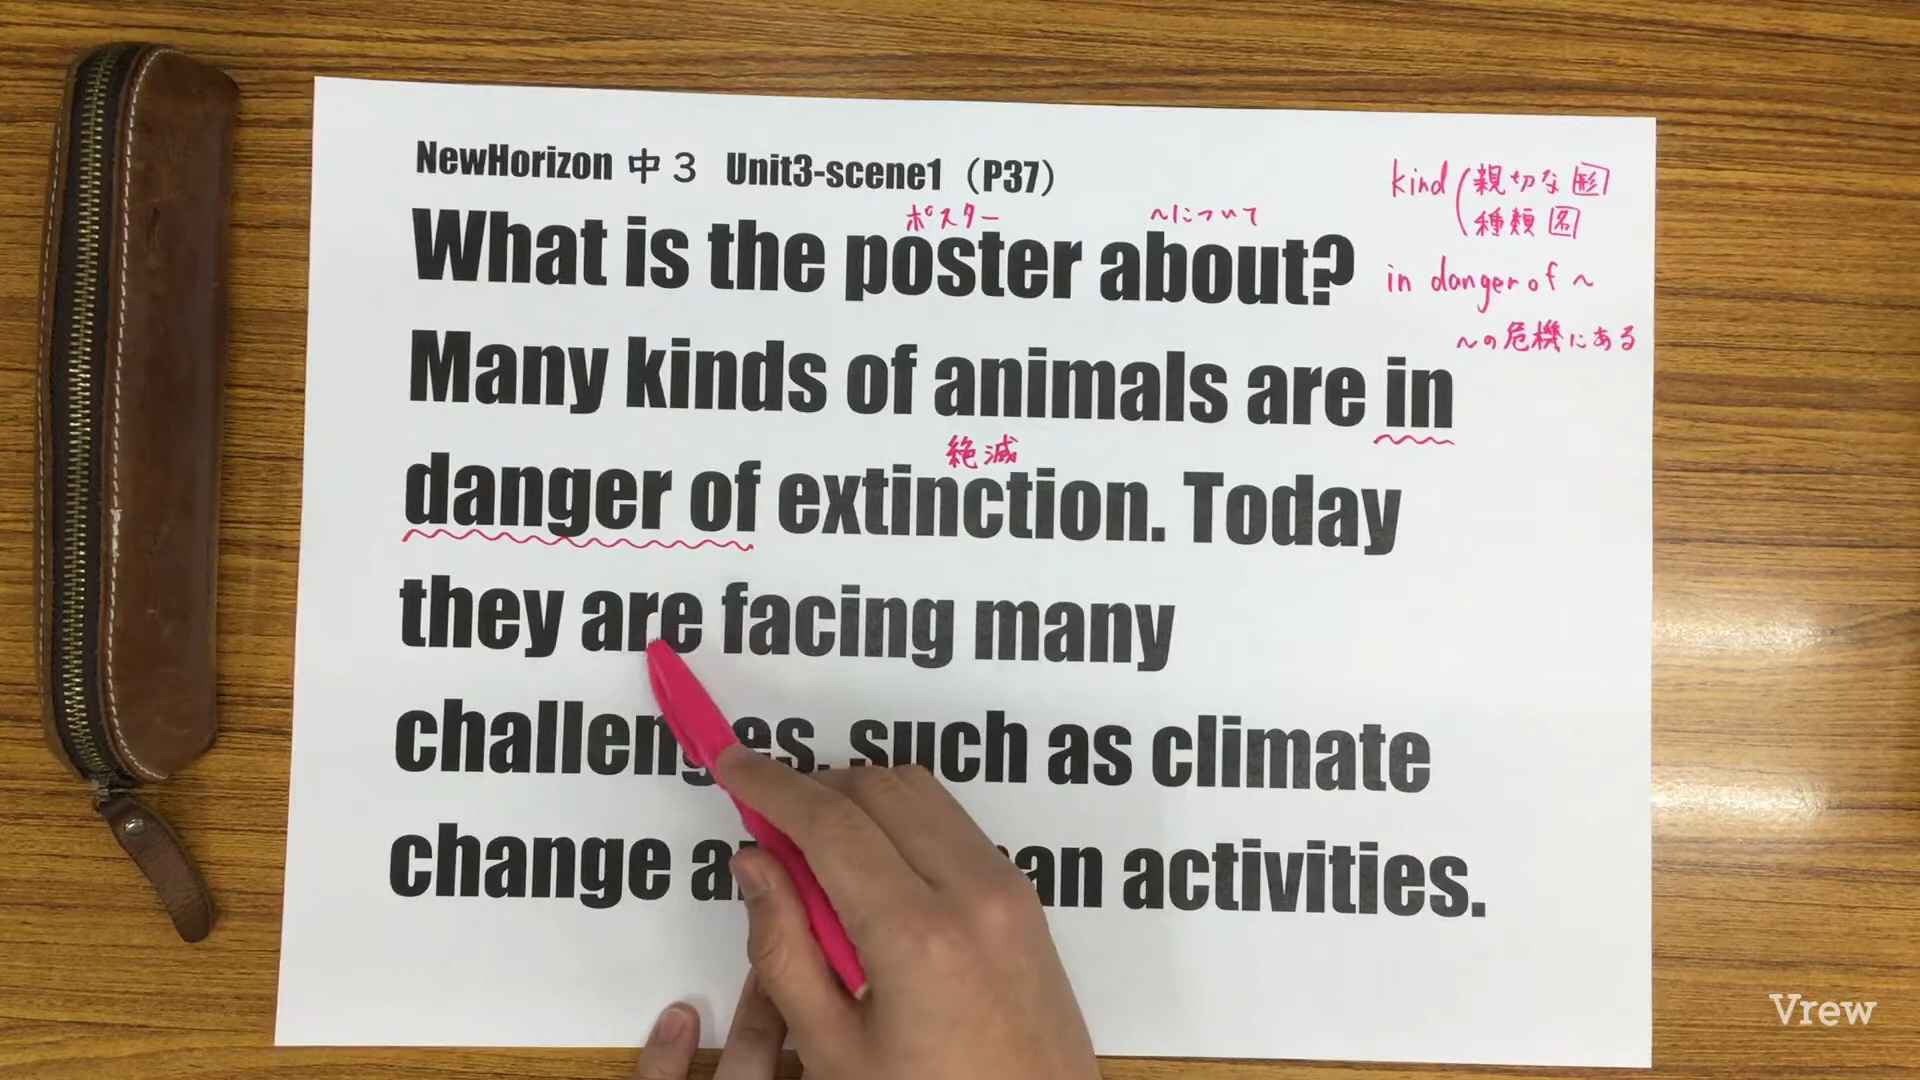 NewHorizon 中３ Unit3-scene1（P37）
kind 親切な 形
種類 名
ポスター ～について
What is the poster about?
in danger of ～
～の危機にある
Many kinds of animals are in
絶滅
danger of extinction. Today
they are facing many
challenges, such as climate
change an an activities.
Vrew